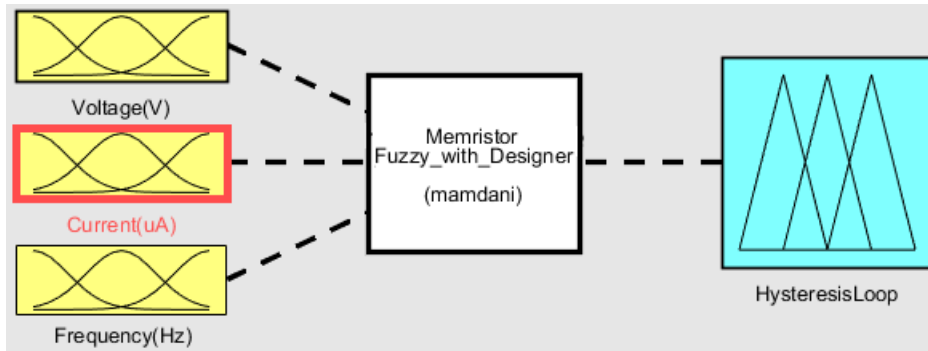 Voltage(V)
Current(uA)
Frequency(Hz)
Memristor
Fuzzy_with_Designer
(mamdani)
HysteresisLoop